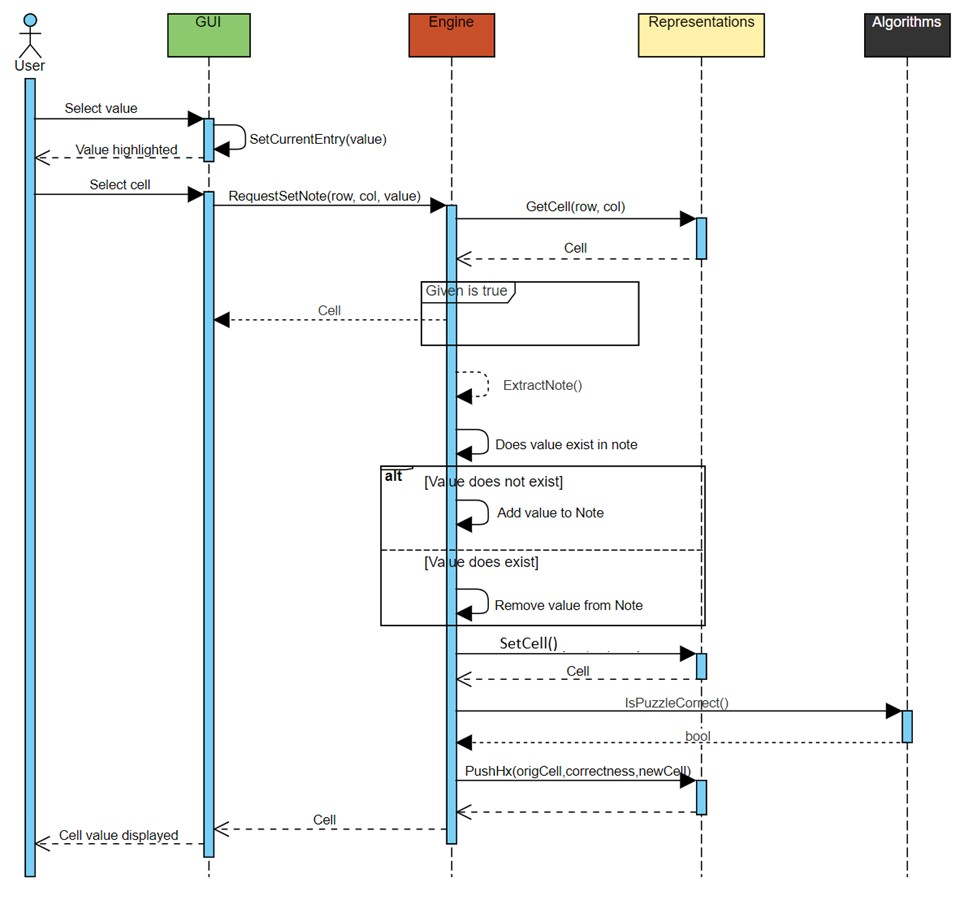 GUI
Engine
Representations
Algorithms
User
Select value
SetCurrentEntry(value)
Value highlighted
Select cell
RequestSetNote(row, col, value)
GetCell(row, col)
Cell
Given is true
Cell
ExtractNote()
Does value exist in note
alt
[Value does not exist]
Add value to Note
[Value does exist]
Remove value from Note
SetCell()
Cell
IsPuzzleCorrect()
bool
PushHx(origCell,correctness,newCell)
Cell
Cell value displayed